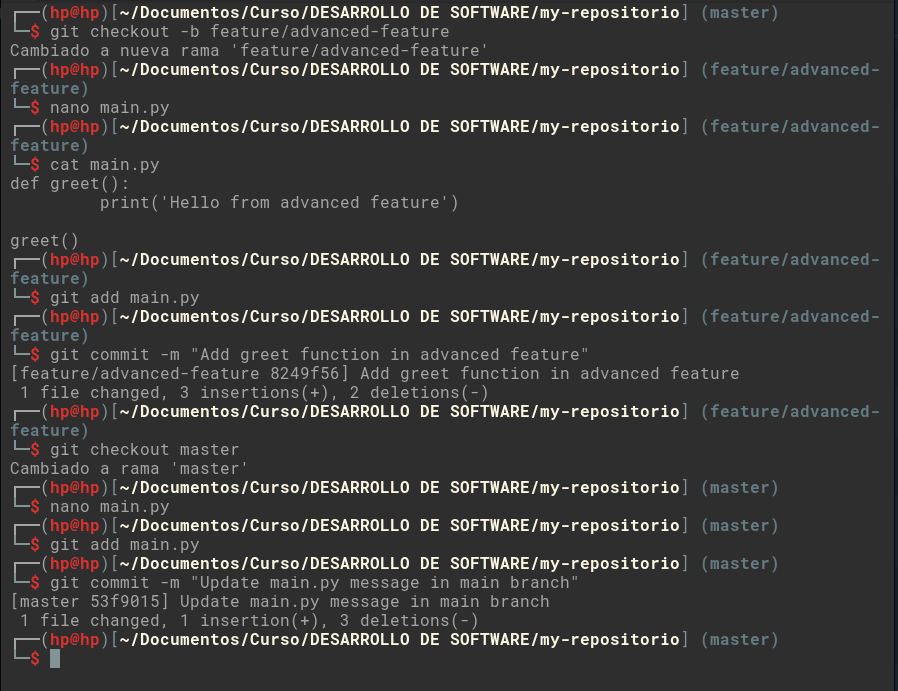 ┌──(hp@hp)[~/Documentos/Curso/DESARROLLO DE SOFTWARE/my-repositorio] (master)
└─$ git checkout -b feature/advanced-feature
Cambiado a nueva rama 'feature/advanced-feature'
┌──(hp@hp)[~/Documentos/Curso/DESARROLLO DE SOFTWARE/my-repositorio] (feature/advanced-
feature)
└─$ nano main.py
┌──(hp@hp)[~/Documentos/Curso/DESARROLLO DE SOFTWARE/my-repositorio] (feature/advanced-
feature)
└─$ cat main.py
def greet():
         print('Hello from advanced feature')

greet()
┌──(hp@hp)[~/Documentos/Curso/DESARROLLO DE SOFTWARE/my-repositorio] (feature/advanced-
feature)
└─$ git add main.py
┌──(hp@hp)[~/Documentos/Curso/DESARROLLO DE SOFTWARE/my-repositorio] (feature/advanced-
feature)
└─$ git commit -m "Add greet function in advanced feature"
[feature/advanced-feature 8249f56] Add greet function in advanced feature
 1 file changed, 3 insertions(+), 2 deletions(-)
┌──(hp@hp)[~/Documentos/Curso/DESARROLLO DE SOFTWARE/my-repositorio] (feature/advanced-
feature)
└─$ git checkout master
Cambiado a rama 'master'
┌──(hp@hp)[~/Documentos/Curso/DESARROLLO DE SOFTWARE/my-repositorio] (master)
└─$ nano main.py
┌──(hp@hp)[~/Documentos/Curso/DESARROLLO DE SOFTWARE/my-repositorio] (master)
└─$ git add main.py
┌──(hp@hp)[~/Documentos/Curso/DESARROLLO DE SOFTWARE/my-repositorio] (master)
└─$ git commit -m "Update main.py message in main branch"
[master 53f9015] Update main.py message in main branch
 1 file changed, 1 insertion(+), 3 deletions(-)
┌──(hp@hp)[~/Documentos/Curso/DESARROLLO DE SOFTWARE/my-repositorio] (master)
└─$